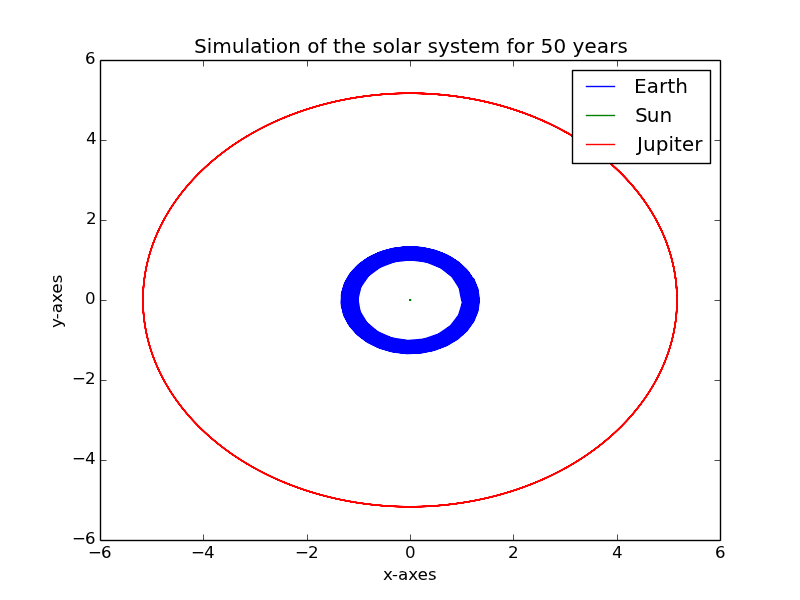 Simulation of the solar system for 50 years
Earth
Sun
Jupiter
6
4
2
0
−2
−4
−6
y-axes
−6 −4 −2 0 2 4 6
x-axes